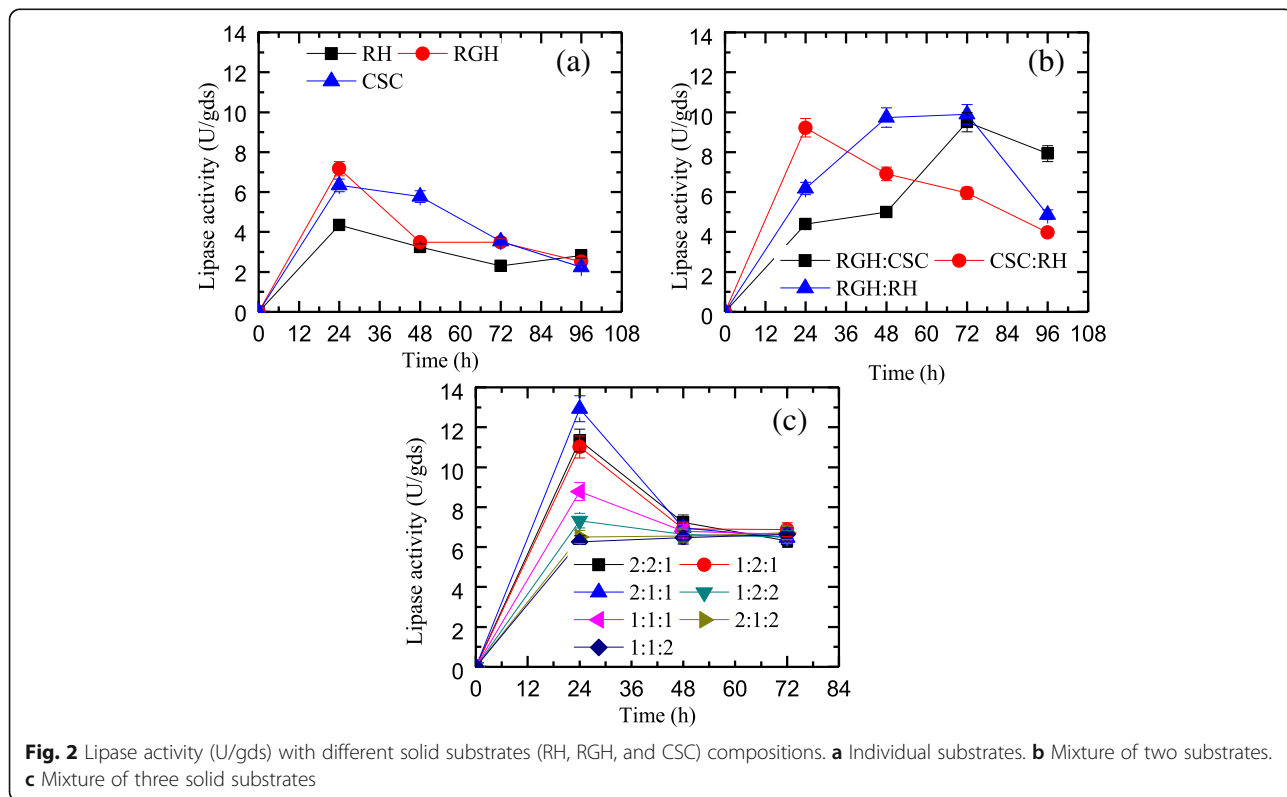 14
12
10
8
6
4
2
0
Lipase activity (U/gds)
RH RGH
CSC
(a)
0 12 24 36 48 60 72 84 96 108
Time (h)
14
12
10
8
6
4
2
0
Lipase activity (U/gds)
(b)
RGH:CSC CSC:RH
RGH:RH
0 12 24 36 48 60 72 84 96 108
Time (h)
14
12
10
8
6
4
2
0
Lipase activity (U/gds)
(c)
2:2:1 1:2:1
2:1:1 1:2:2
1:1:1 2:1:2
1:1:2
0 12 24 36 48 60 72 84
Time (h)
Fig. 2 Lipase activity (U/gds) with different solid substrates (RH, RGH, and CSC) compositions. a Individual substrates. b Mixture of two substrates.
c Mixture of three solid substrates